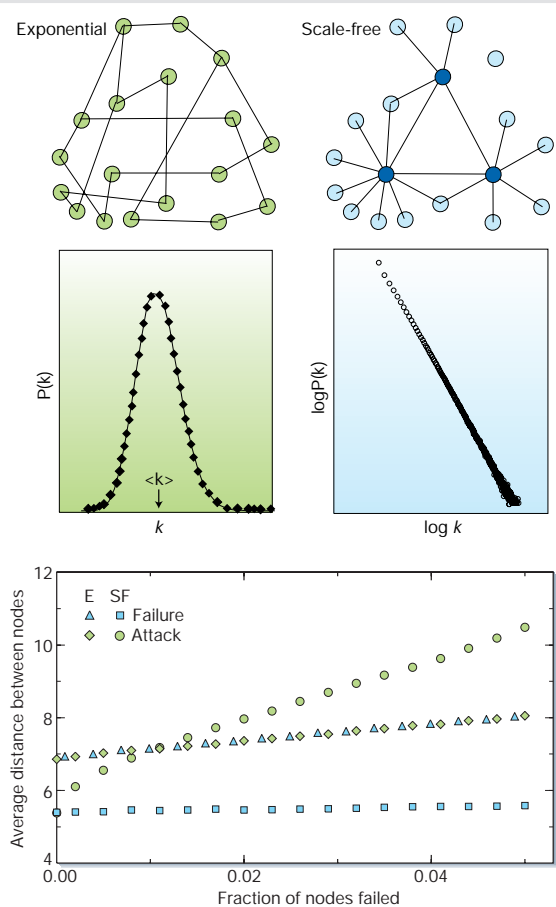 Exponential
Scale-free
P(k)
<k>
k
logP(k)
log k
Average distance between nodes
12
10
8
6
4
E SF
Failure
Attack
0.00
0.02
0.04
Fraction of nodes failed